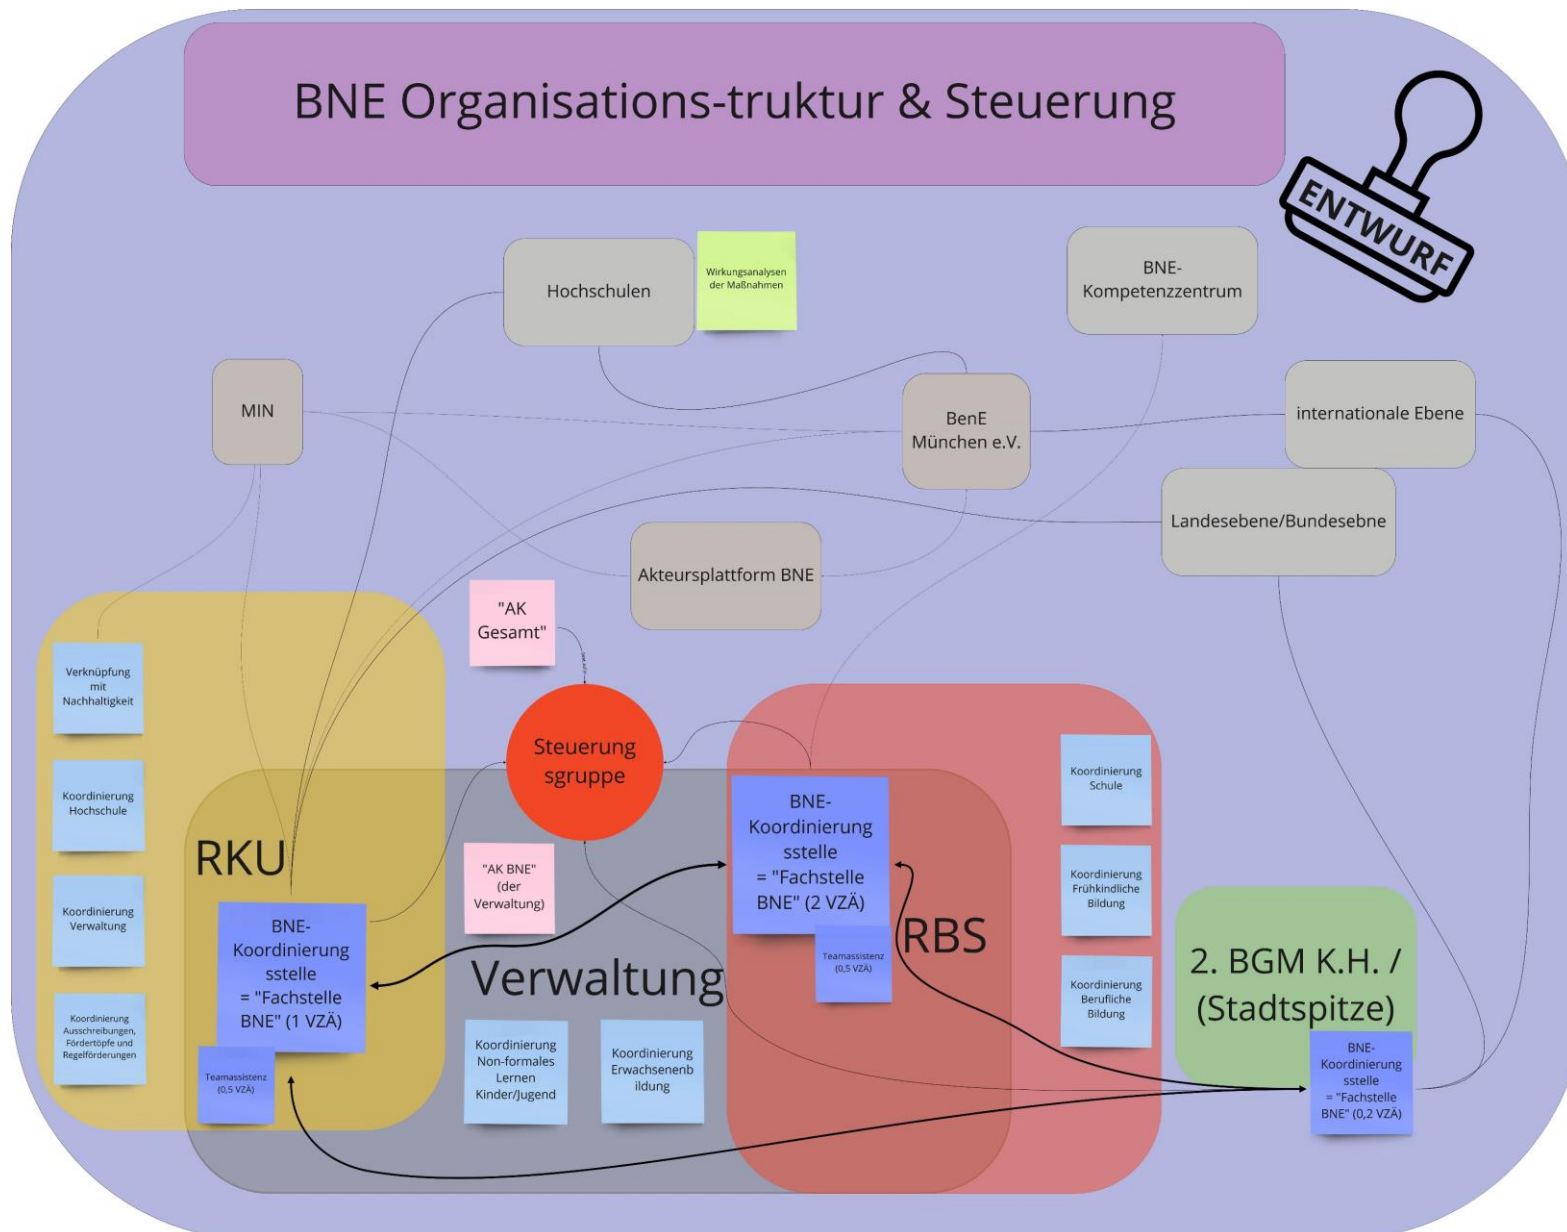 BNE Organisations-truktur & Steuerung
ENTWURF
Hochschulen
Wirkungsanalysen
der Maßnahmen
BNE-
Kompetenzzentrum
MIN
BenE
München e.V.
internationale Ebene
Landesebene/Bundesebne
Akteursplattform BNE
"AK
Gesamt"
Steuerung
sgruppe
Verknüpfung
mit
Nachhaltigkeit
Koordinierung
Hochschule
Koordinierung
Verwaltung
Koordinierung
Ausschreibungen,
Fördertöpfe und
Regelförderungen
RKU
BNE-
Koordinierung
sstelle
= "Fachstelle
BNE" (1 VZÄ)
Teamassistenz
(0,5 VZÄ)
"AK BNE"
(der
Verwaltung)
Verwaltung
Koordinierung
Non-formales
Lernen
Kinder/Jugend
Koordinierung
Erwachsenenb
ildung
BNE-
Koordinierung
sstelle
= "Fachstelle
BNE" (2 VZÄ)
Teamassistenz
(0,5 VZÄ)
RBS
Koordinierung
Schule
Koordinierung
Frühkindliche
Bildung
Koordinierung
Berufliche
Bildung
2. BGM K.H. /
(Stadtspitze)
BNE-
Koordinierung
sstelle
= "Fachstelle
BNE" (0,2 VZÄ)